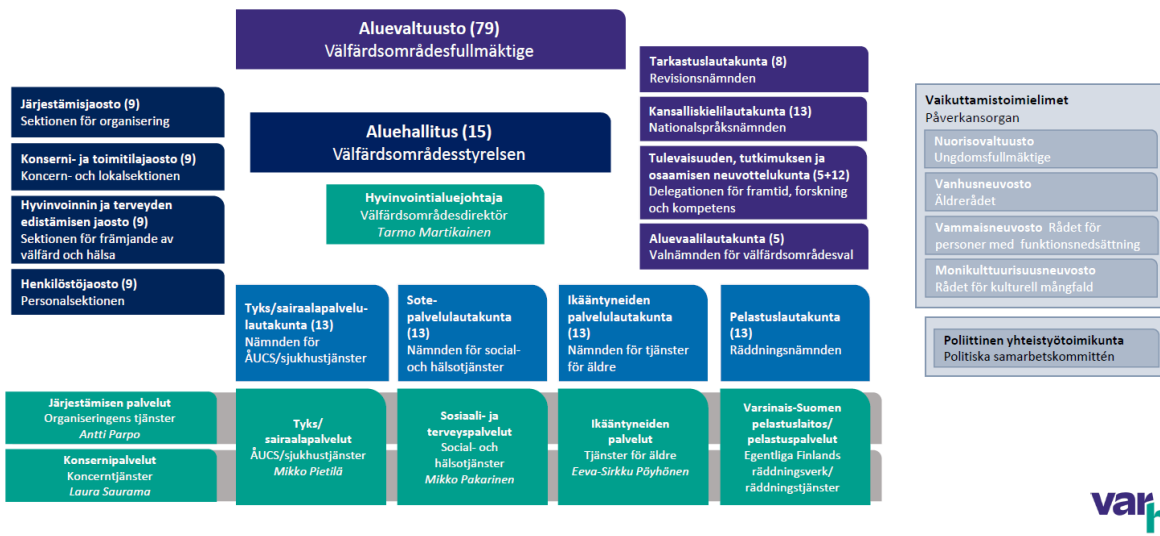 Aluevaltuusto (79)
Välfärdsområdesfullmäktige
Järjestämisjaosto (9)
Sektionen för organisering
Konserni- ja toimitilajaosto (9)
Koncern- och lokalsektionen
Hyvinvoinnin ja terveyden
edistämisen jaosto (9)
Sektionen för främjande av
välfärd och hälsa
Henkilöstöjaosto (9)
Personalsektionen
Aluehallitus (15)
Välfärdsområdesstyrelsen
Hyvinvointialuejohtaja
Välfärdsområdesdirektör
Tarmo Martikainen
Tarkastuslautakunta (8)
Revisionsnämnden
Kansalliskielilautakunta (13)
Nationalspråksnämnden
Tulevaisuuden, tutkimuksen ja
osaamisen neuvottelukunta (5+12)
Delegationen för framtid, forskning
och kompetens
Aluevaalilautakunta (5)
Valnämnden för välfärdsområdesval
Vaikuttamistoimielimet
Påverkansorgan
Nuorisovaltuusto
Ungdomsfullmäktige
Vanhusneuvosto
Äldrerådet
Vammaisneuvosto Rådet för
personer med funktionsnedsättning
Monikulttuurisuusneuvosto
Rådet för kulturell mångfald
Poliittinen yhteistyötoimikunta
Politiska samarbetskommittén
Tyks/sairaalapalvelu-
lautakunta (13)
Nämnden för
ÅUCS/sjukhustjänster
Sote-
palvelulautakunta
(13)
Nämnden för social-
och hälsotjänster
Ikääntyneiden
palvelulautakunta
(13)
Nämnden för tjänster
för äldre
Pelastuslautakunta
(13)
Räddningsnämnden
Järjestämisen palvelut
Organiseringens tjänster
Antti Parpo
Konsernipalvelut
Koncerntjänster
Laura Saurama
Tyks/
sairaalapalvelut
ÅUCS/sjukhustjänster
Mikko Pietilä
Sosiaali- ja
terveyspalvelut
Social- och
hälsotjänster
Mikko Pakarinen
Ikääntyneiden
palvelut
Tjänster för äldre
Eeva-Sirkku Pöyhönen
Varsinais-Suomen
pelastuslaitos/
pelastuspalvelut
Egentliga Finlands
räddningsverk/
räddningstjänster